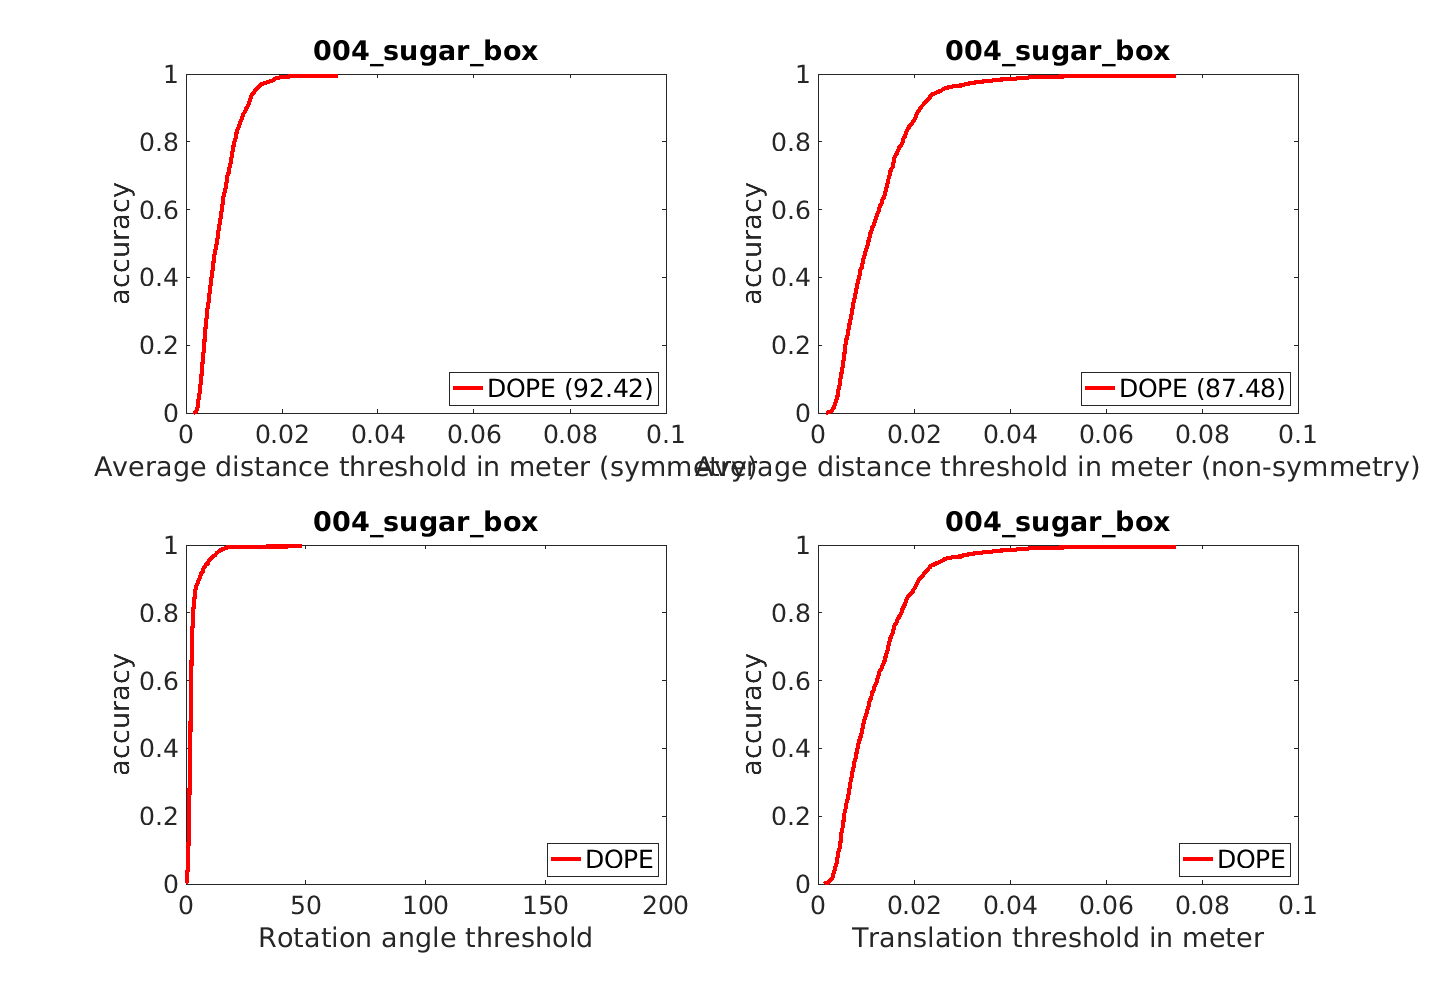 004_sugar_box
accuracy
1
0.8
0.6
0.4
0.2
0
0 0.02 0.04 0.06 0.08 0.1
DOPE (92.42)
Average distance threshold in meter (symmetry)
004_sugar_box
accuracy
1
0.8
0.6
0.4
0.2
0
0 0.02 0.04 0.06 0.08 0.1
DOPE (87.48)
Average distance threshold in meter (non-symmetry)
004_sugar_box
accuracy
1
0.8
0.6
0.4
0.2
0
0 50 100 150 200
DOPE
Rotation angle threshold
004_sugar_box
accuracy
1
0.8
0.6
0.4
0.2
0
0 0.02 0.04 0.06 0.08 0.1
DOPE
Translation threshold in meter